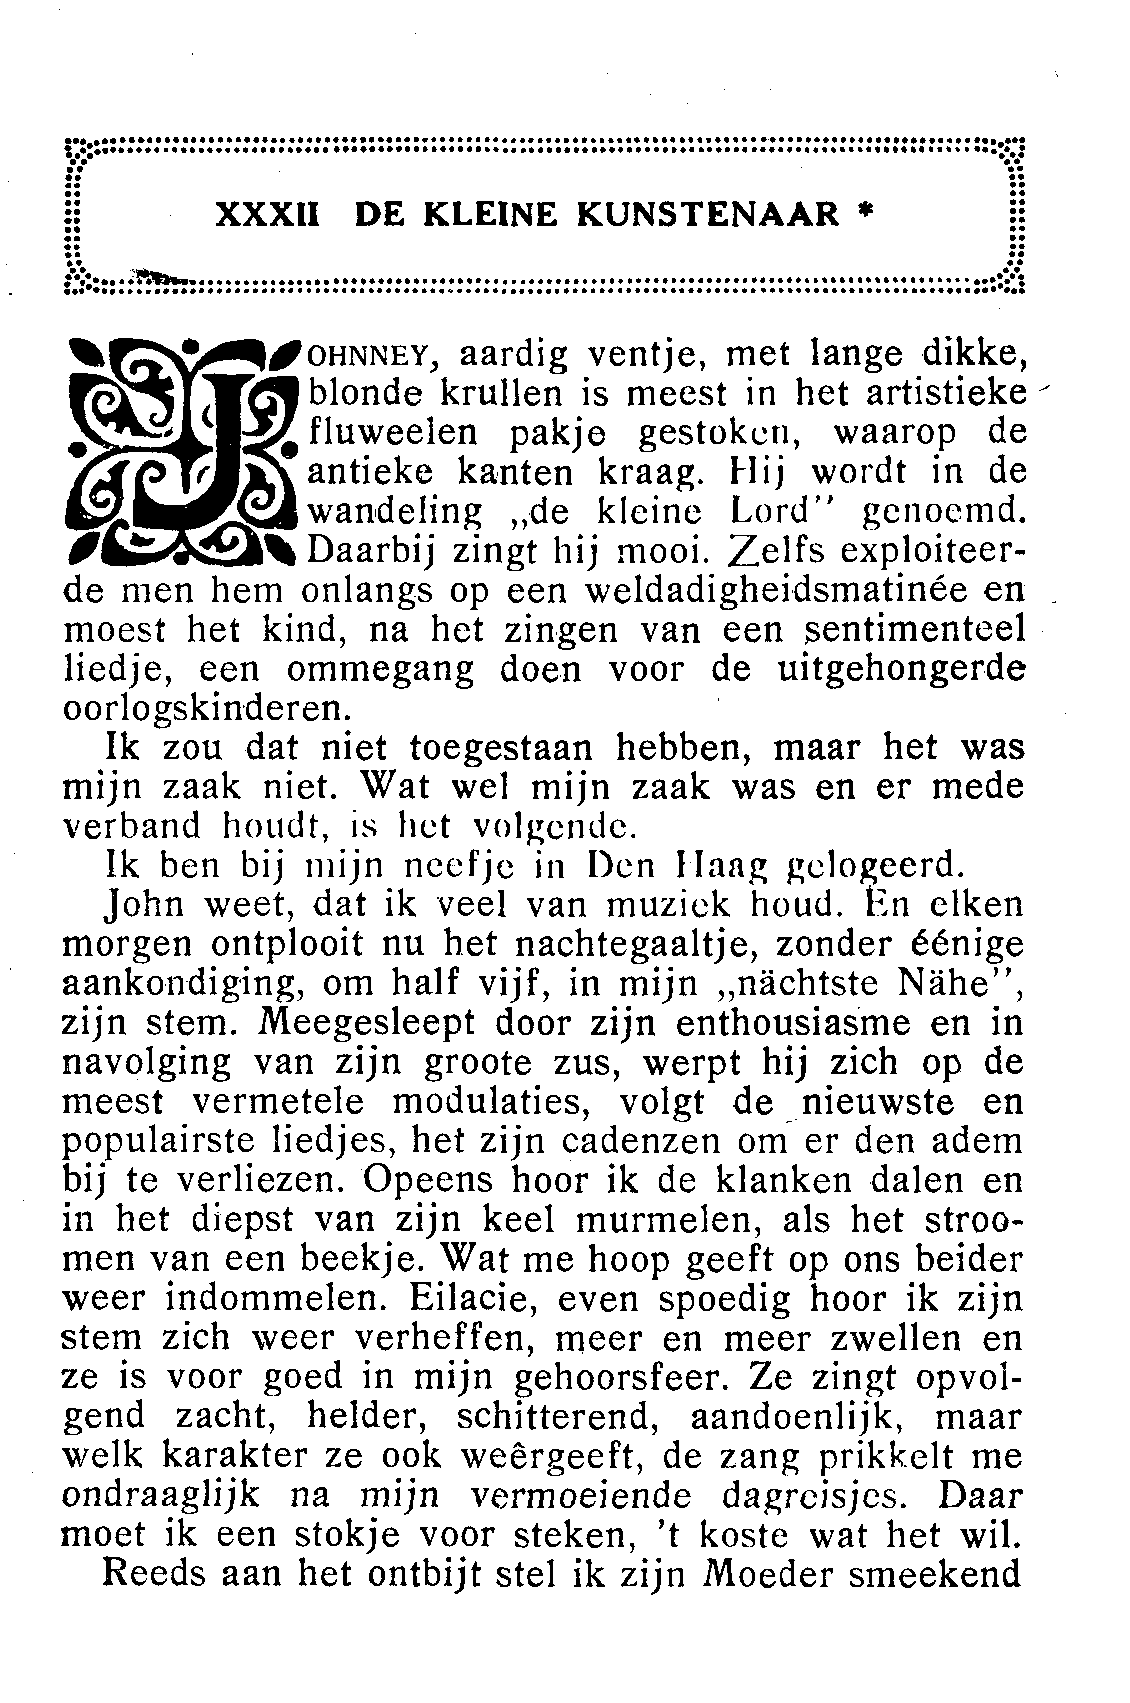 XXXII DE KLEINE KUNSTENAAR *
JOHNNEY, aardig ventje, met lange dikke,
blonde krullen is meest in het artistieke
fluweelen pakje gestoken, waarop de
antieke kanten kraag. Hij wordt in de
wandeling „de kleine Lord” genoemd.
Daarbij zingt hij mooi. Zelfs exploiteer-
de men hem onlangs op een weldadigheidsmatinée en
moest het kind, na het zingen van een sentimenteel
liedje, een ommegang doen voor de uitgehongerde
oorlogskinderen.
Ik zou dat niet toegestaan hebben, maar het was
mijn zaak niet. Wat wel mijn zaak was en er mede
verband houdt, is het volgende.
Ik ben bij mijn neefje in Den Haag gelogeerd.
John weet, dat ik veel van muziek houd. En elken
morgen ontplooit nu het nachtegaaltje, zonder éénige
aankondiging, om half vijf, in mijn „nächtste Nähe”,
zijn stem. Meegesleept door zijn enthousiasme en in
navolging van zijn groote zus, werpt hij zich op de
meest vermetele modulaties, volgt de nieuwste en
populairste liedjes, het zijn cadenzen om er den adem
bij te verliezen. Opeens hoor ik de klanken dalen en
in het diepst van zijn keel murmelen, als het stroo-
men van een beekje. Wat me hoop geeft op ons beider
weer indommelen. Eilacie, even spoedig hoor ik zijn
stem zich weer verheffen, meer en meer zwellen en
ze is voor goed in mijn gehoorsfeer. Ze zingt opvol-
gend zacht, helder, schitterend, aandoenlijk, maar
welk karakter ze ook weêrgeeft, de zang prikkelt me
ondraaglijk na mijn vermoeiende dagreisjes. Daar
moet ik een stokje voor steken, 't koste wat het wil.
Reeds aan het ontbijt stel ik zijn Moeder smeekend